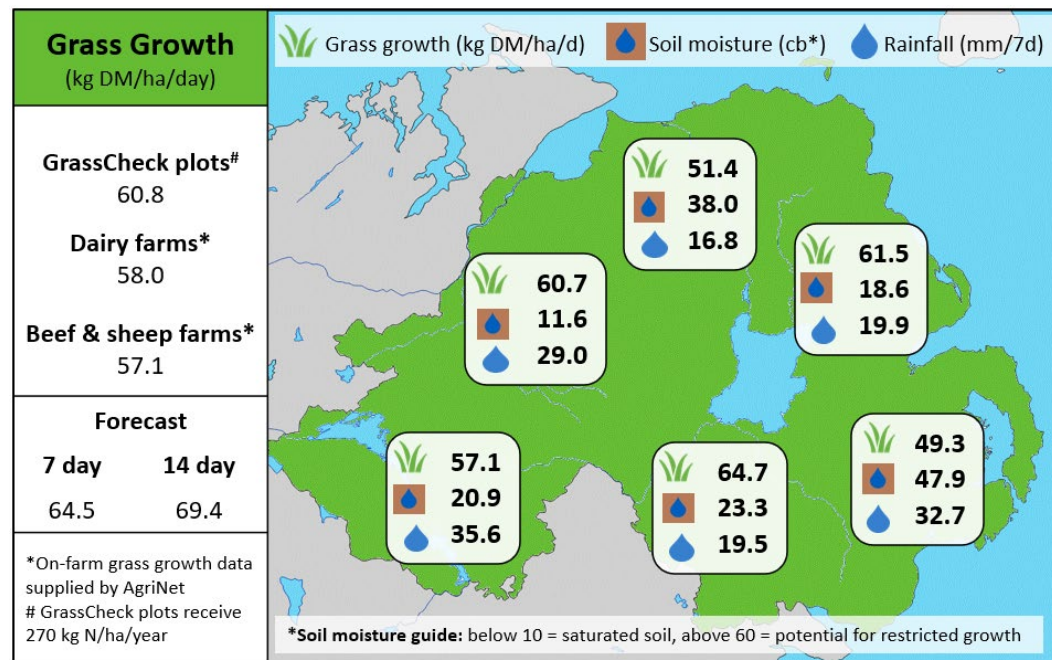 Grass Growth
(kg DM/ha/day)
GrassCheck plots#
60.8
Dairy farms*
58.0
Beef & sheep farms*
57.1
Forecast
7 day 14 day
64.5 69.4
*On-farm grass growth data
supplied by AgriNet
# GrassCheck plots receive
270 kg N/ha/year
Grass growth (kg DM/ha/d) Soil moisture (cb*) Rainfall (mm/7d)
51.4
38.0
16.8
61.5
18.6
19.9
60.7
11.6
29.0
57.1
20.9
35.6
64.7
23.3
19.5
49.3
47.9
32.7
*Soil moisture guide: below 10 = saturated soil, above 60 = potential for restricted growth